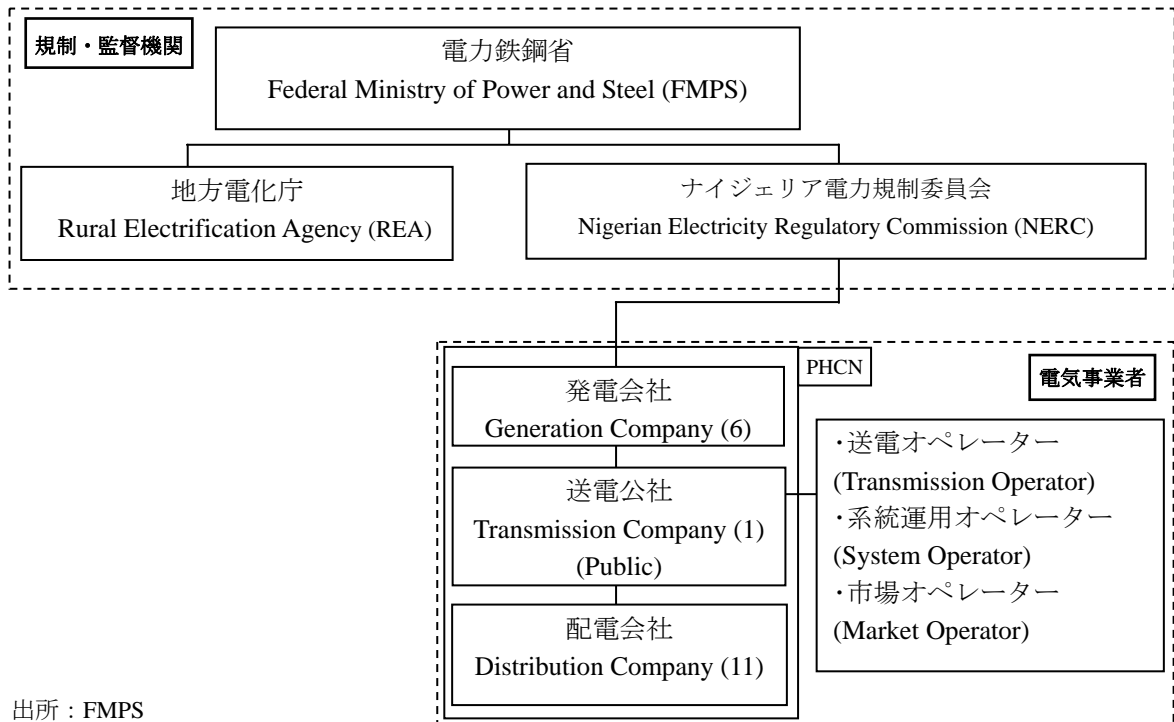 規制・監督機関
電力鉄鋼省
Federal Ministry of Power and Steel (FMPS)
地方電化庁
Rural Electrification Agency (REA)
ナイジェリア電力規制委員会
Nigerian Electricity Regulatory Commission (NERC)
PHCN
電気事業者
発電会社
Generation Company (6)
送電公社
Transmission Company (1)
(Public)
配電会社
Distribution Company (11)
・送電オペレーター
(Transmission Operator)
・系統運用オペレーター
(System Operator)
・市場オペレーター
(Market Operator)
出所：FMPS